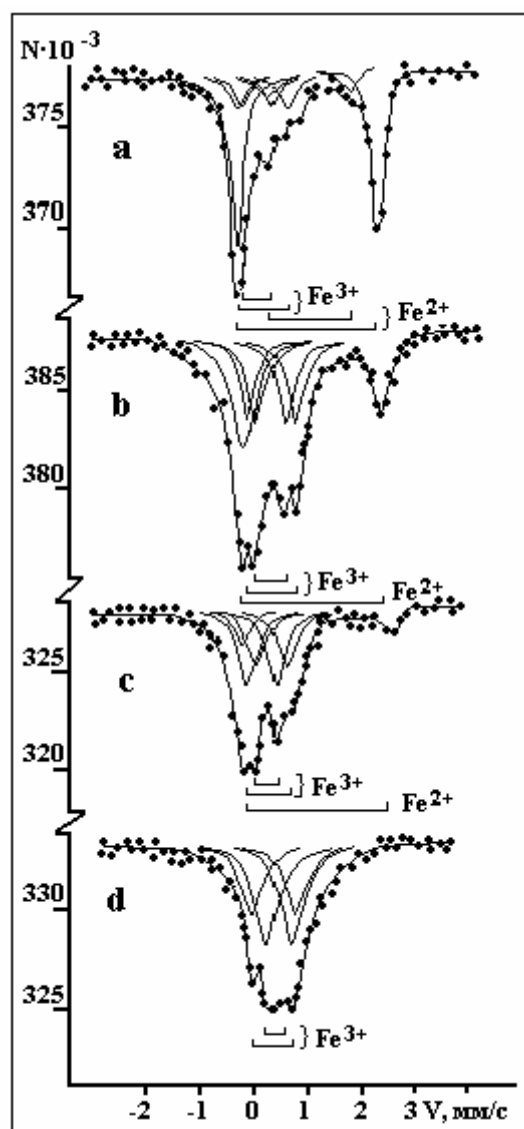 N·10 -3
375
a
370
} Fe3+
} Fe2+
385
b
380
} Fe3+
Fe2+
325
c
320
} Fe3+
Fe2+
330
d
325
} Fe3+
-2 -1 0 1 2 3 V, мм/с